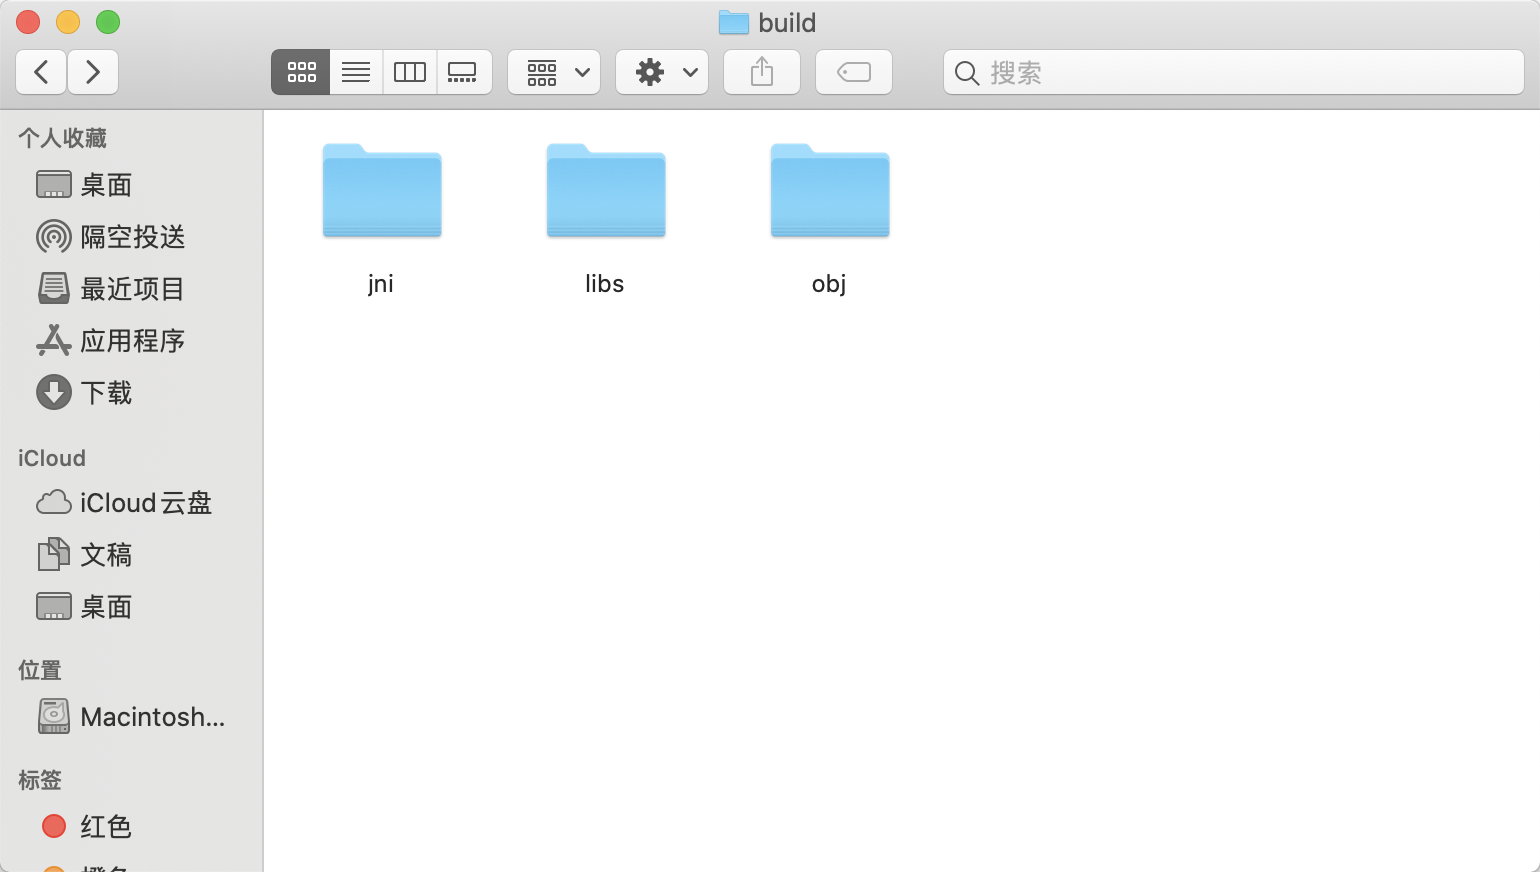 build
搜索
个人收藏
桌面
隔空投送
最近项目
应用程序
下载
iCloud
iCloud云盘
文稿
桌面
位置
Macintosh...
标签
红色
jni
libs
obj